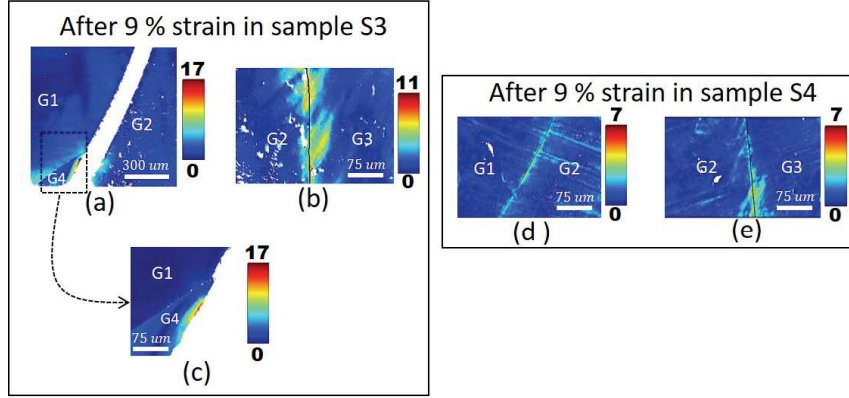 After 9 % strain in sample S3
17
G1
G2
G4
300 um
0
(a)
11
G2
G3
75 um
0
(b)
17
G1
G4
75 um
0
(c)
After 9 % strain in sample S4
7
G1
G2
75 um
0
(d )
7
G2
G3
75 um
0
(e)